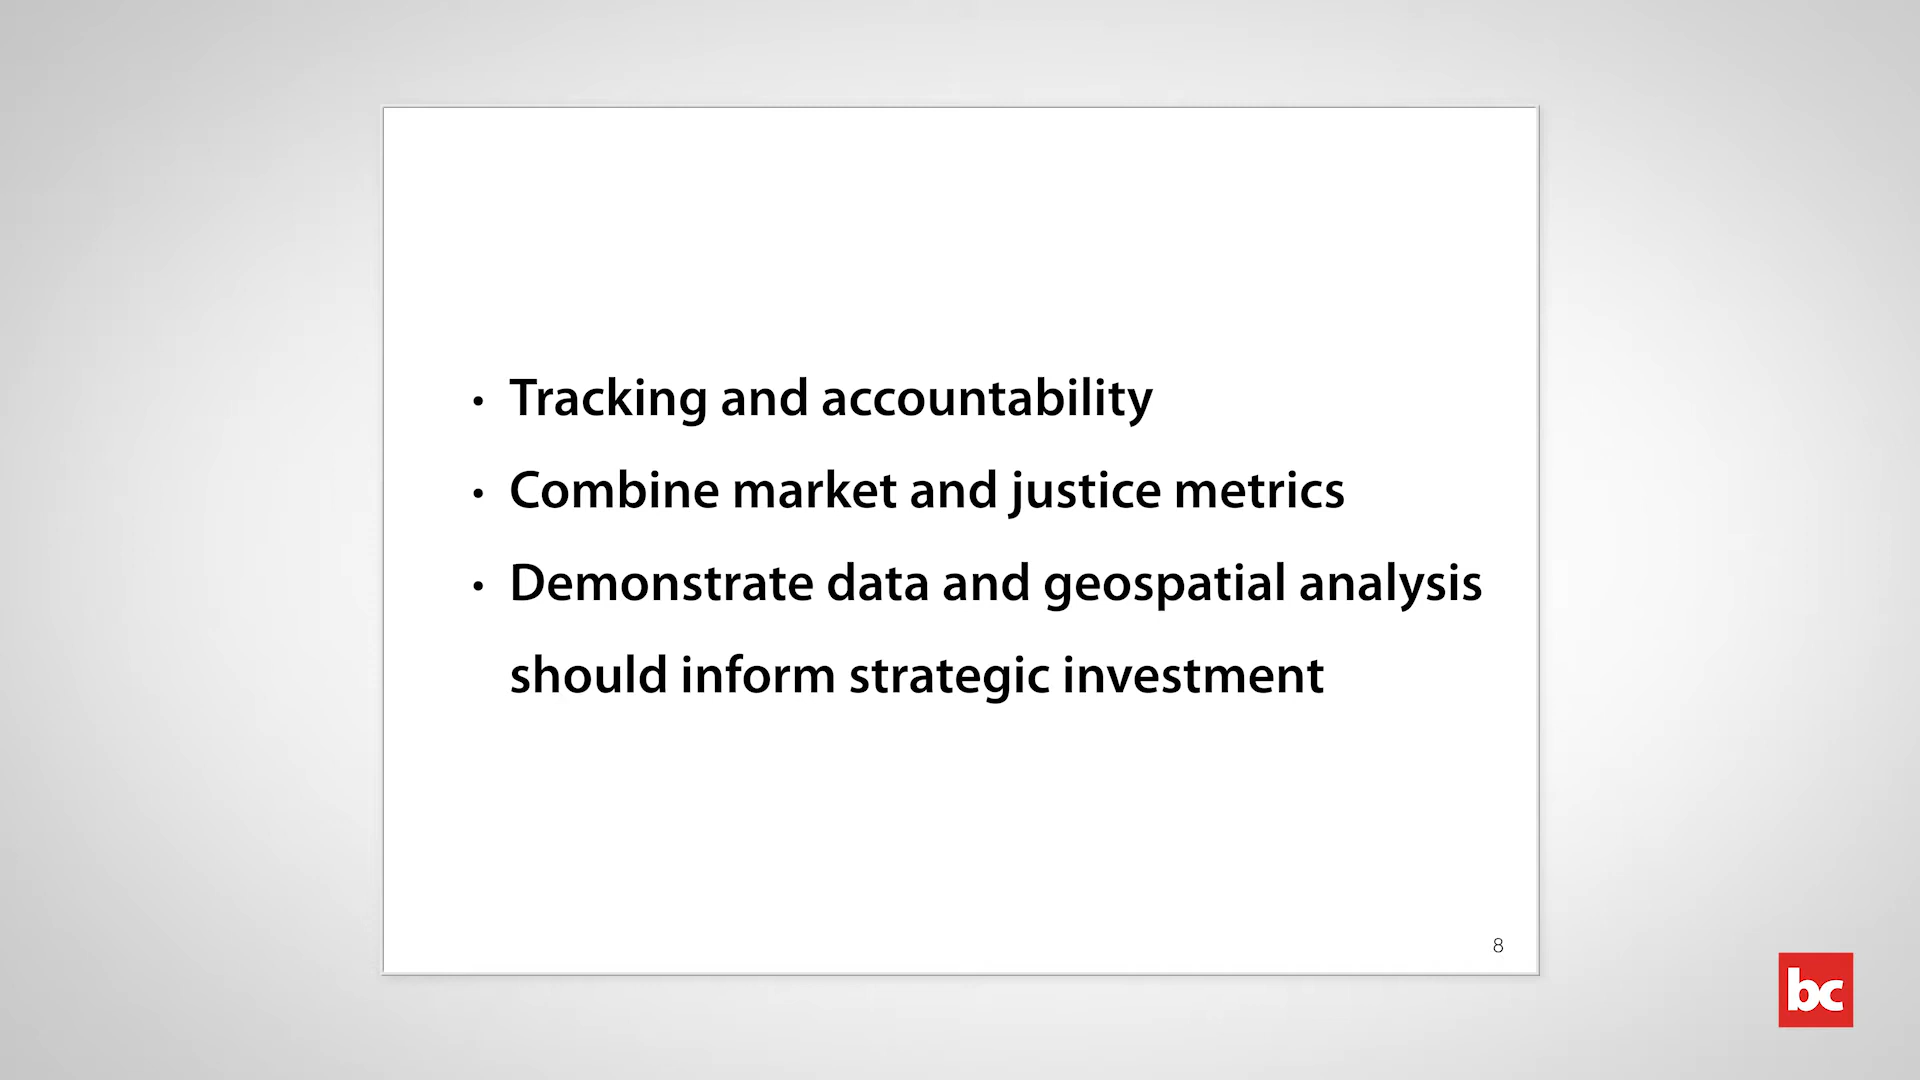 • Tracking and accountability
• Combine market and justice metrics
• Demonstrate data and geospatial analysis
should inform strategic investment
8
bc